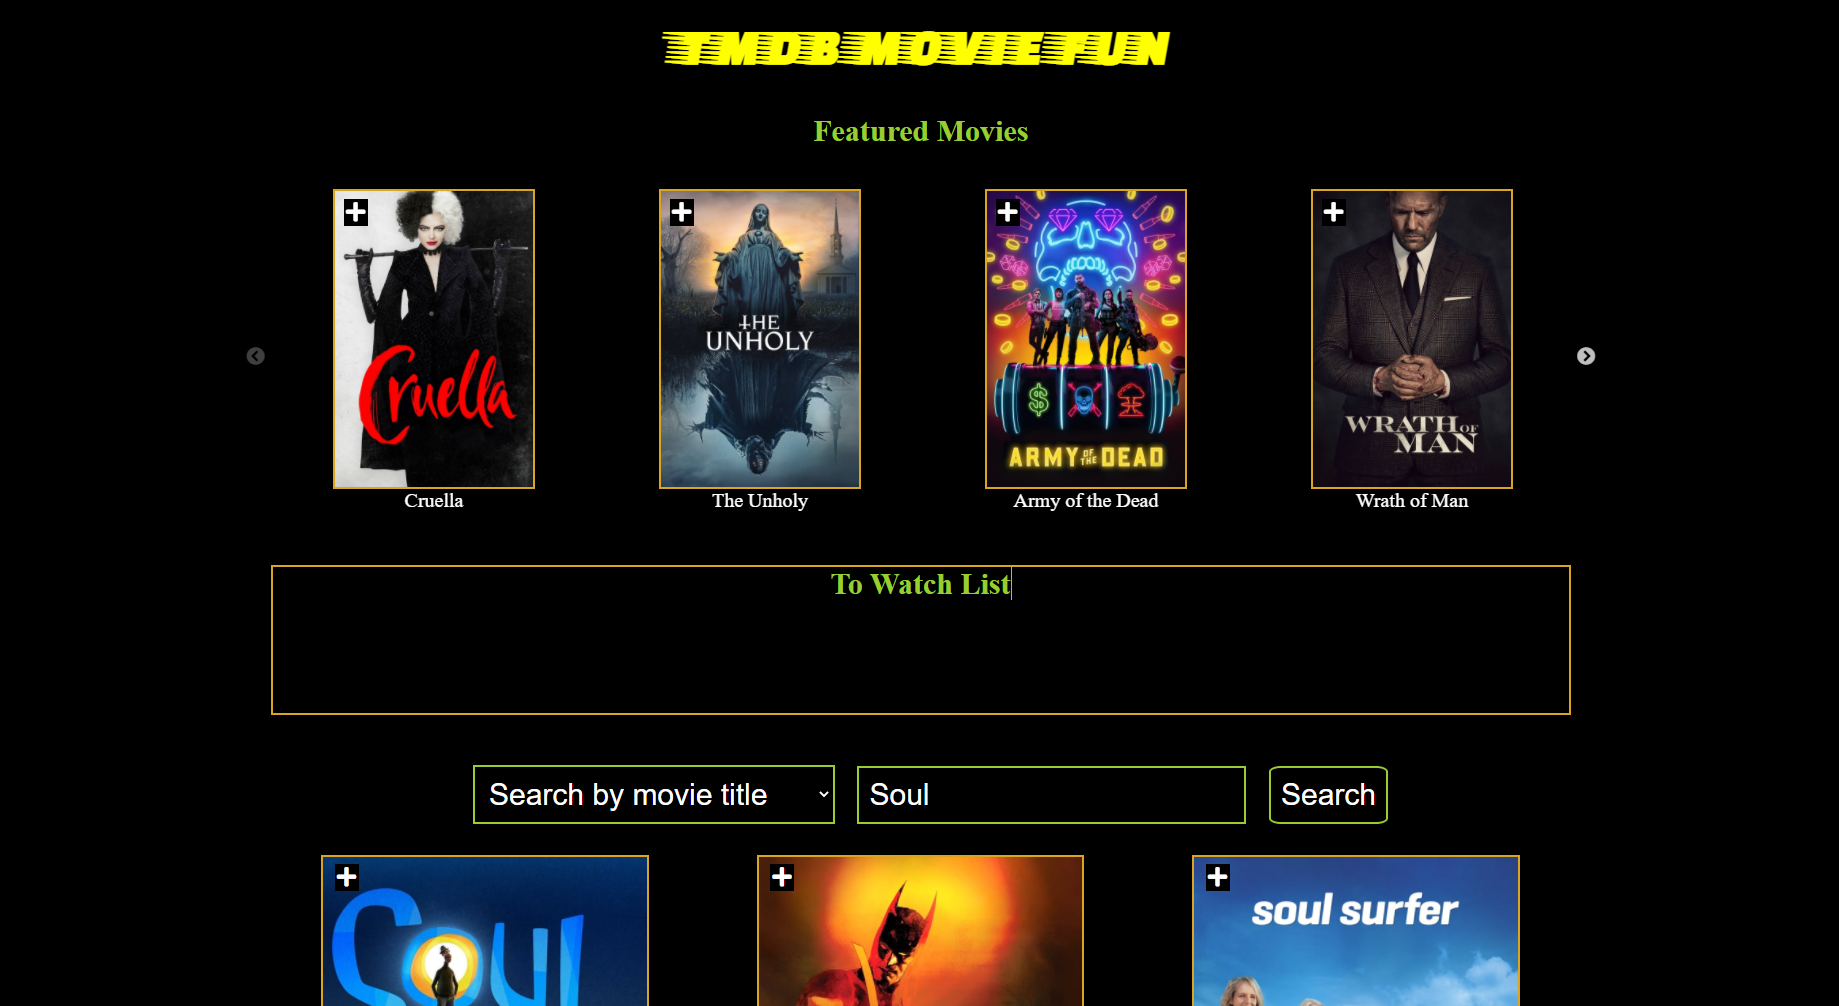 TMDB MOVIE FUN
Featured Movies
Cruella
THE
UNHOLY
ARMY OF THE DEAD
WRATH OF
MAN
Cruella
The Unholy
Army of the Dead
Wrath of Man
To Watch List
Search by movie title
Soul
Search
Soul
soul surfer